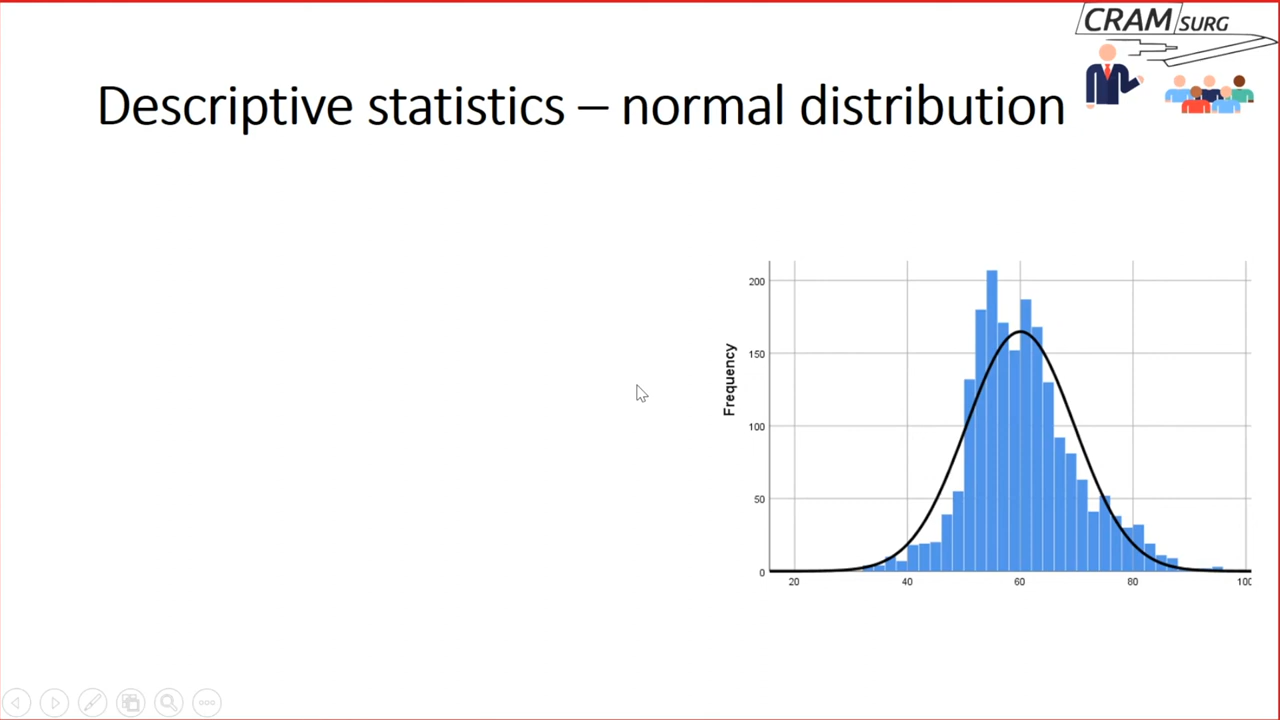 CRAM SURG
Descriptive statistics – normal distribution
200
150
100
50
0
Frequency
20 40 60 80 100